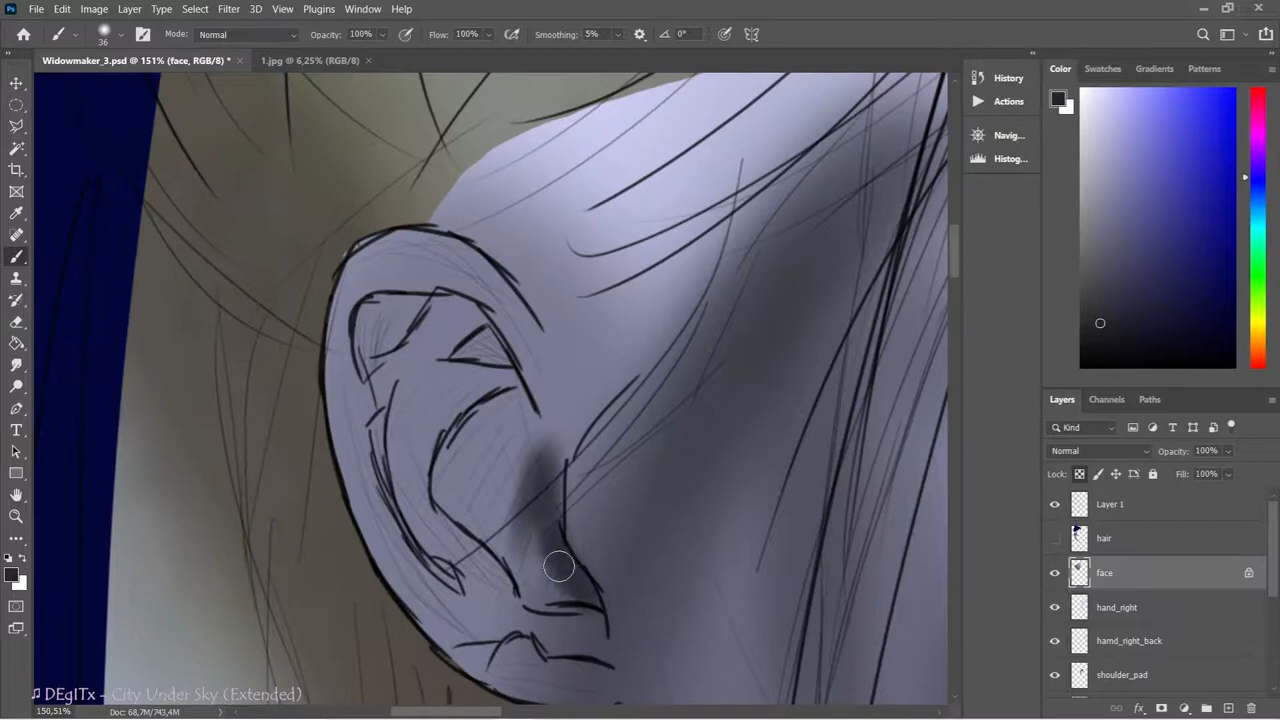 File Edit Image Layer Type Select Filter 3D View Plugins Window Help
36 Mode: Normal Opacity: 100% Flow: 100% Smoothing: 5% 0°
Widowmaker_3.psd @ 151% (face, RGB/8) * × 1.jpg @ 6,25% (RGB/8) ×
History
Actions
Navig...
Histog...
Color Swatches Gradients Patterns
Layers Channels Paths
Kind
Normal Opacity: 100%
Lock: Fill: 100%
Layer 1
hair
face
hand_right
hamd_right_back
shoulder_pad
♫ DEgITx - City Under Sky (Extended)
150,51% Doc: 68,7M/743,4M